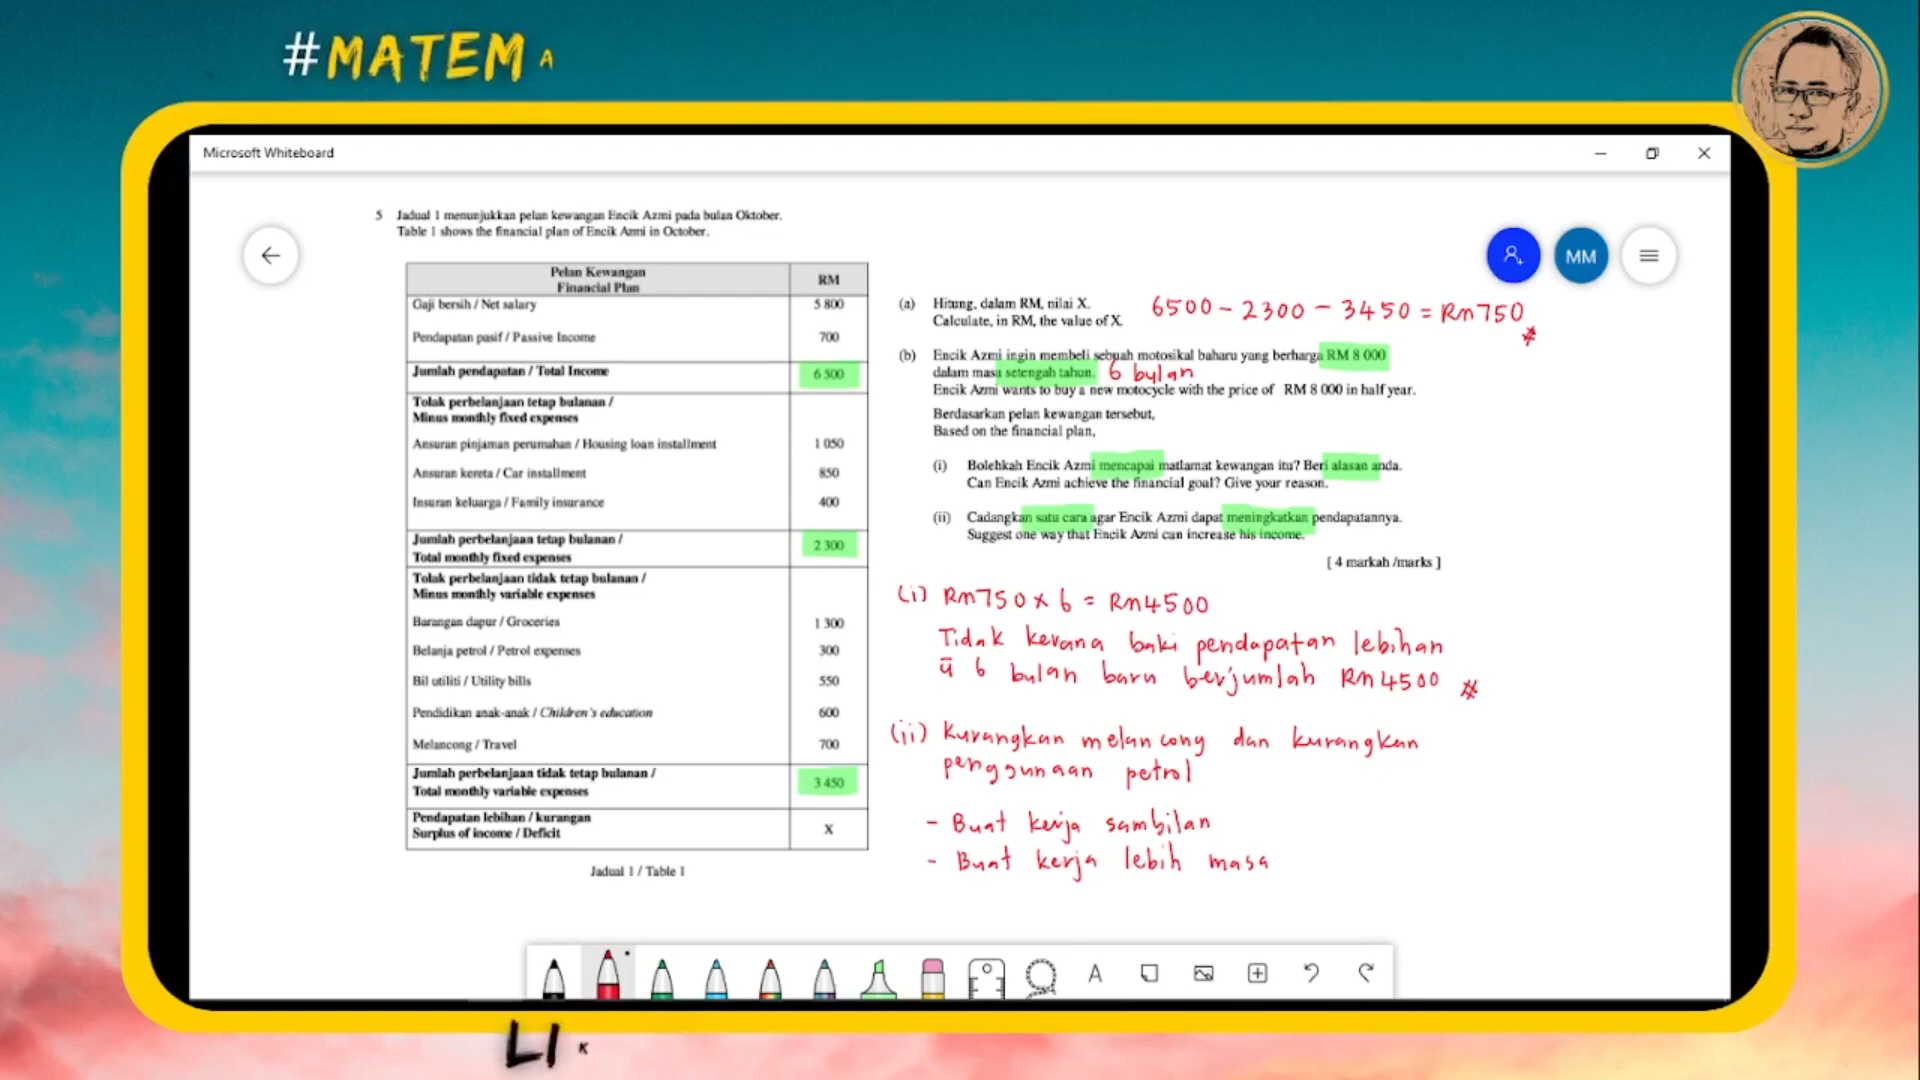 #MATEM A
Microsoft Whiteboard
MM
5 Jadual 1 menunjukkan pelan kewangan Encik Azmi pada bulan Oktober.
Table 1 shows the financial plan of Encik Azmi in October.
Pelan Kewangan
Financial Plan
RM
Gaji bersih / Net salary 5 800
Pendapatan pasif / Passive Income 700
Jumlah pendapatan / Total Income 6 500
Tolak perbelanjaan tetap bulanan /
Minus monthly fixed expenses
Ansuran pinjaman perumahan / Housing loan installment 1 050
Ansuran kereta / Car installment 850
Insuran keluarga / Family insurance 400
Jumlah perbelanjaan tetap bulanan /
Total monthly fixed expenses 2 300
Tolak perbelanjaan tidak tetap bulanan /
Minus monthly variable expenses
Barangan dapur / Groceries 1 300
Belanja petrol / Petrol expenses 300
Bil utiliti / Utility bills 550
Pendidikan anak-anak / Children's education 600
Melancong / Travel 700
Jumlah perbelanjaan tidak tetap bulanan /
Total monthly variable expenses 3 450
Pendapatan lebihan / kurangan
Surplus of income / Deficit X
Jadual 1 / Table 1
(a) Hitung, dalam RM, nilai X.
Calculate, in RM, the value of X.
6500 - 2300 - 3450 = RM750 #
(b) Encik Azmi ingin membeli sebuah motosikal baharu yang berharga RM 8 000
dalam masa setengah tahun. 6 bulan
Encik Azmi wants to buy a new motocycle with the price of RM 8 000 in half year.
Berdasarkan pelan kewangan tersebut,
Based on the financial plan,
(i) Bolehkah Encik Azmi mencapai matlamat kewangan itu? Beri alasan anda.
Can Encik Azmi achieve the financial goal? Give your reason.
(ii) Cadangkan satu cara agar Encik Azmi dapat meningkatkan pendapatannya.
Suggest one way that Encik Azmi can increase his income.
[ 4 markah /marks ]
(i) RM750 x 6 = RM4500
Tidak kerana baki pendapatan lebihan
ū 6 bulan baru berjumlah RM4500 #
(ii) Kurangkan melancong dan kurangkan
penggunaan petrol
- Buat kerja sambilan
- Buat kerja lebih masa
A
LI K